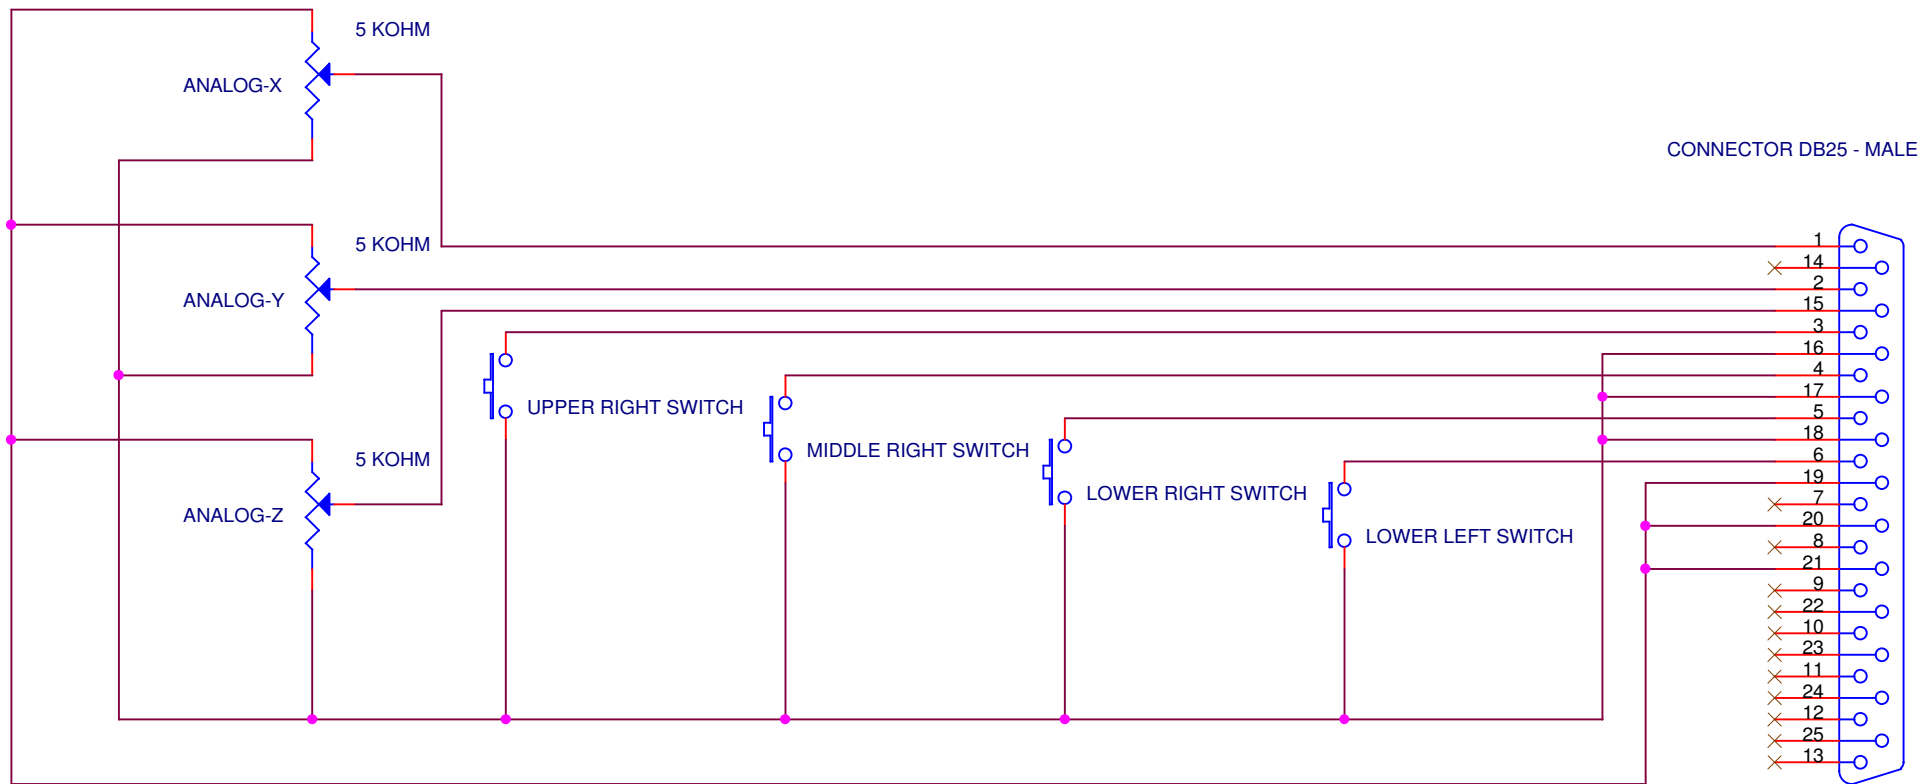 5 KOHM
ANALOG-X
CONNECTOR DB25 - MALE
5 KOHM
ANALOG-Y
5 KOHM
ANALOG-Z
UPPER RIGHT SWITCH
MIDDLE RIGHT SWITCH
LOWER RIGHT SWITCH
LOWER LEFT SWITCH
1
14
2
15
3
16
4
17
5
18
6
19
7
20
8
21
9
22
10
23
11
24
12
25
13